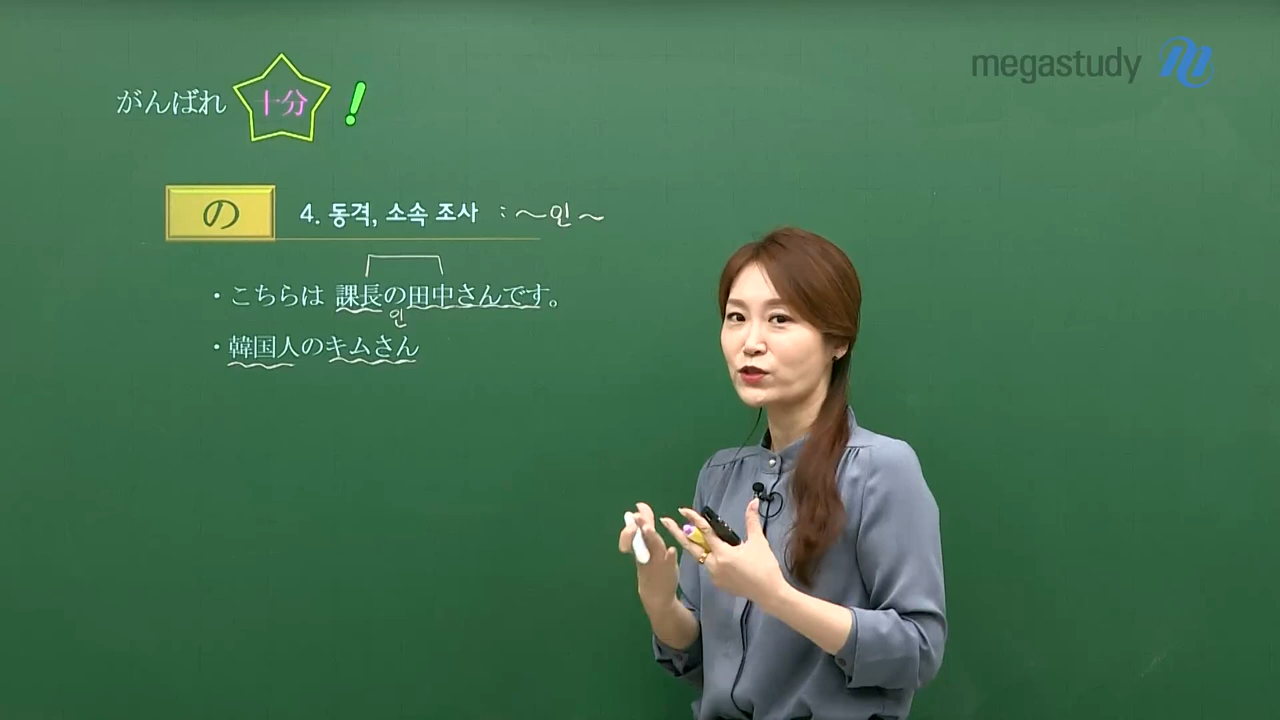 megastudy
がんばれ 十分 !
の 4. 동격, 소속 조사 : ~인~
・こちらは 課長の田中さんです。
인
・韓国人のキムさん